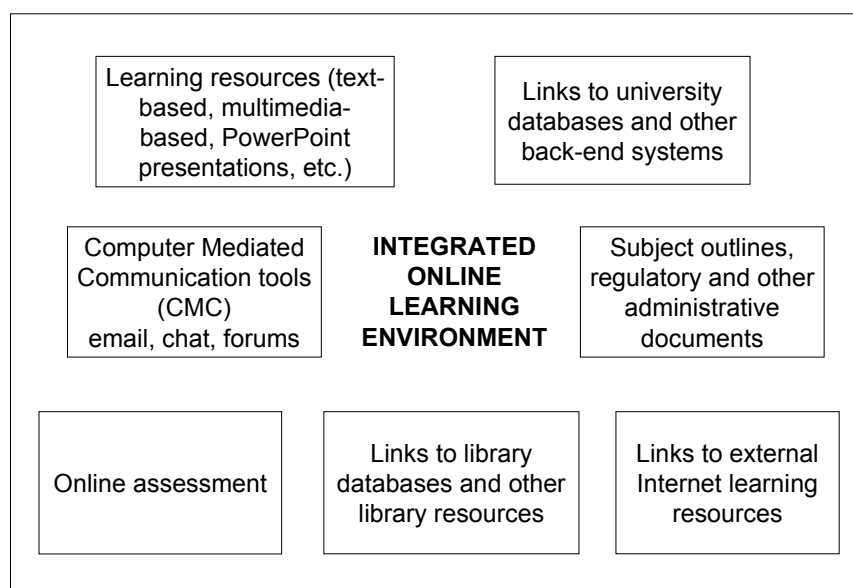 Learning resources (text-
based, multimedia-
based, PowerPoint
presentations, etc.)
Links to university
databases and other
back-end systems
Computer Mediated
Communication tools
(CMC)
email, chat, forums
INTEGRATED
ONLINE
LEARNING
ENVIRONMENT
Subject outlines,
regulatory and other
administrative
documents
Online assessment
Links to library
databases and other
library resources
Links to external
Internet learning
resources